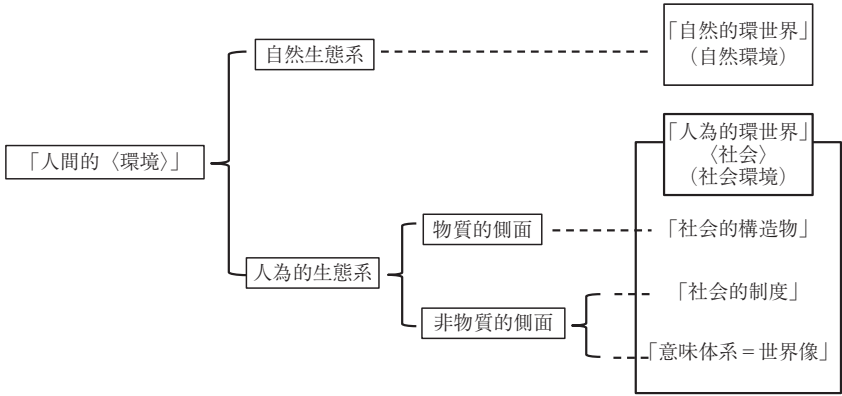 「自然的環世界」
（自然環境）
自然生態系
「人為的環世界」
〈社会〉
（社会環境）
「人間的〈環境〉」
物質的側面
「社会的構造物」
人為的生態系
「社会的制度」
非物質的側面
「意味体系＝世界像」